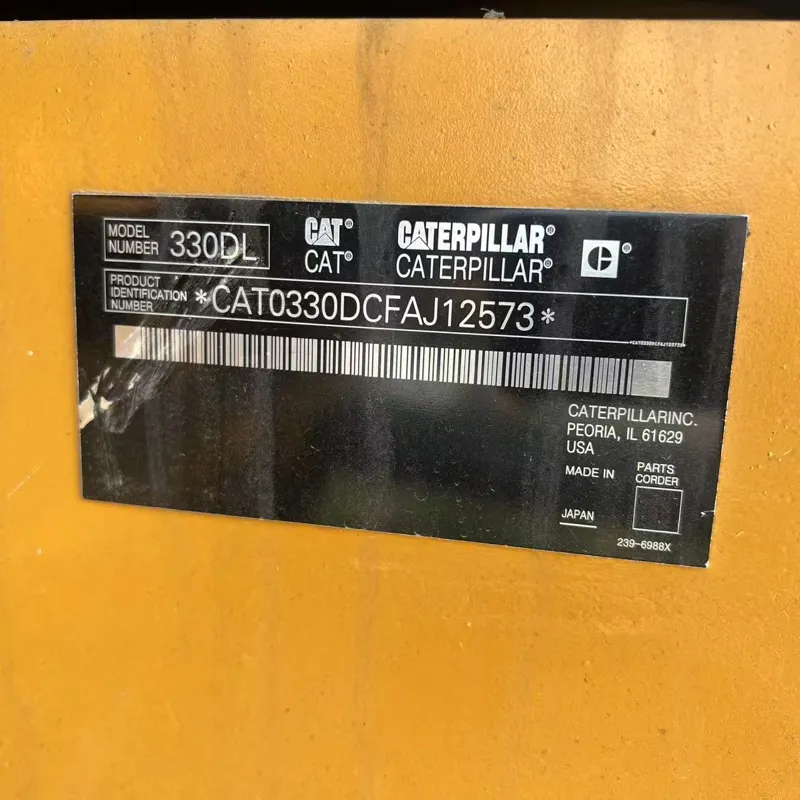 MODEL
NUMBER 330DL
CAT®
CAT®
CATERPILLAR®
CATERPILLAR®
C®
PRODUCT
IDENTIFICATION
NUMBER
*CAT0330DCFAJ12573*
*CAT0330DCFAJ12573*
CATERPILLARINC.
PEORIA, IL 61629
USA
MADE IN
JAPAN
PARTS
CORDER
239-6988X